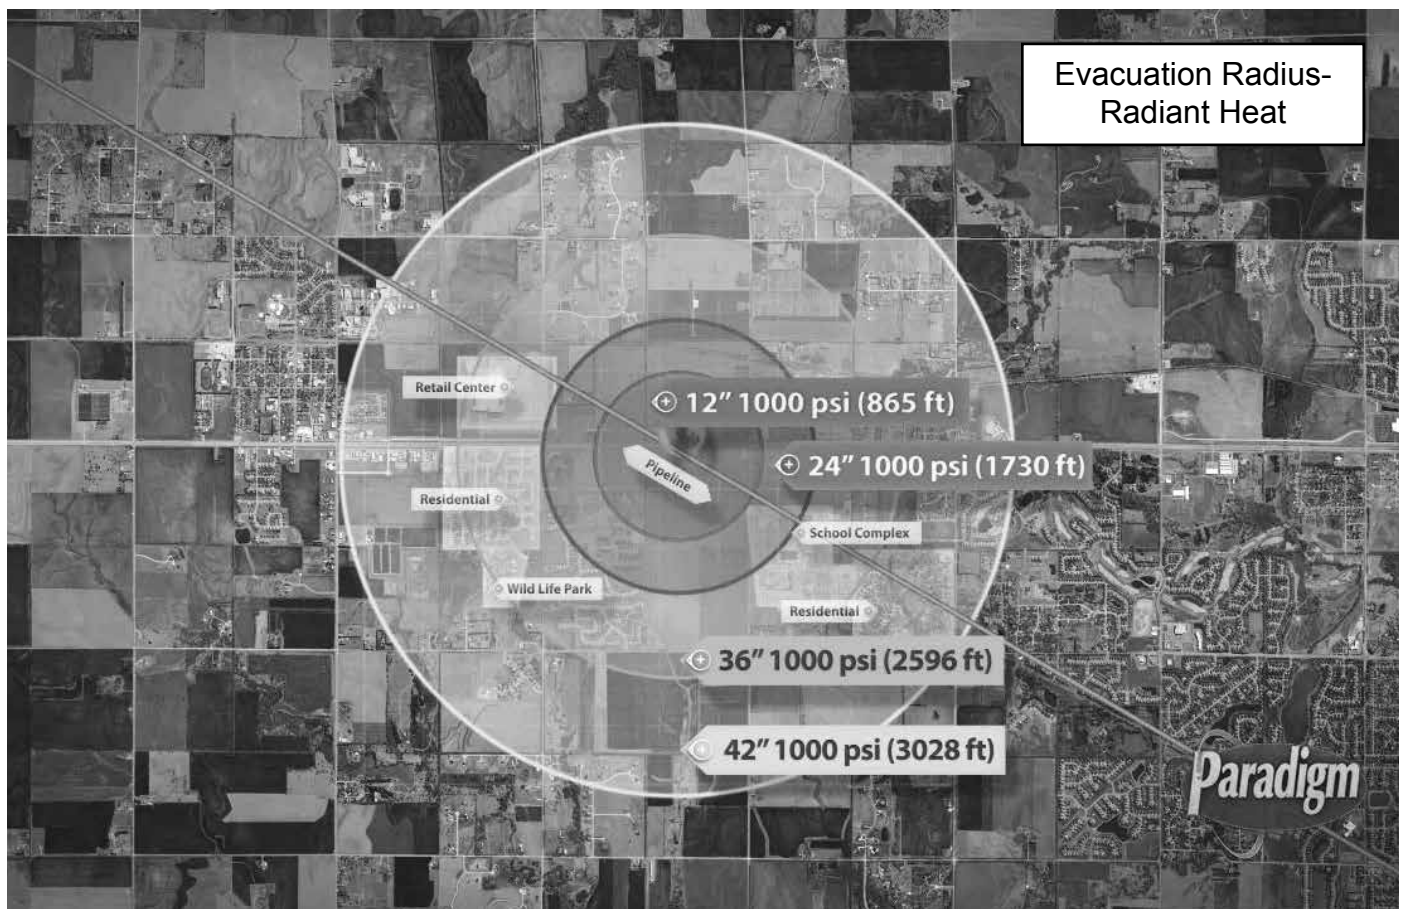 Evacuation Radius-
Radiant Heat
Retail Center
12” 1000 psi (865 ft)
24” 1000 psi (1730 ft)
Pipeline
Residential
School Complex
Wild Life Park
Residential
36” 1000 psi (2596 ft)
42” 1000 psi (3028 ft)
Paradigm